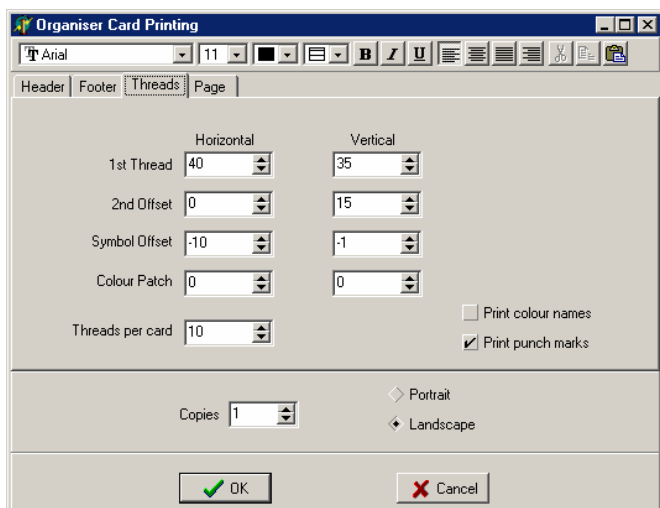 Organiser Card Printing
Arial 11 B I U
Header Footer Threads Page
Horizontal Vertical
1st Thread 40 35
2nd Offset 0 15
Symbol Offset -10 -1
Colour Patch 0 0
Print colour names
Threads per card 10
Print punch marks
Portrait
Copies 1
Landscape
OK Cancel